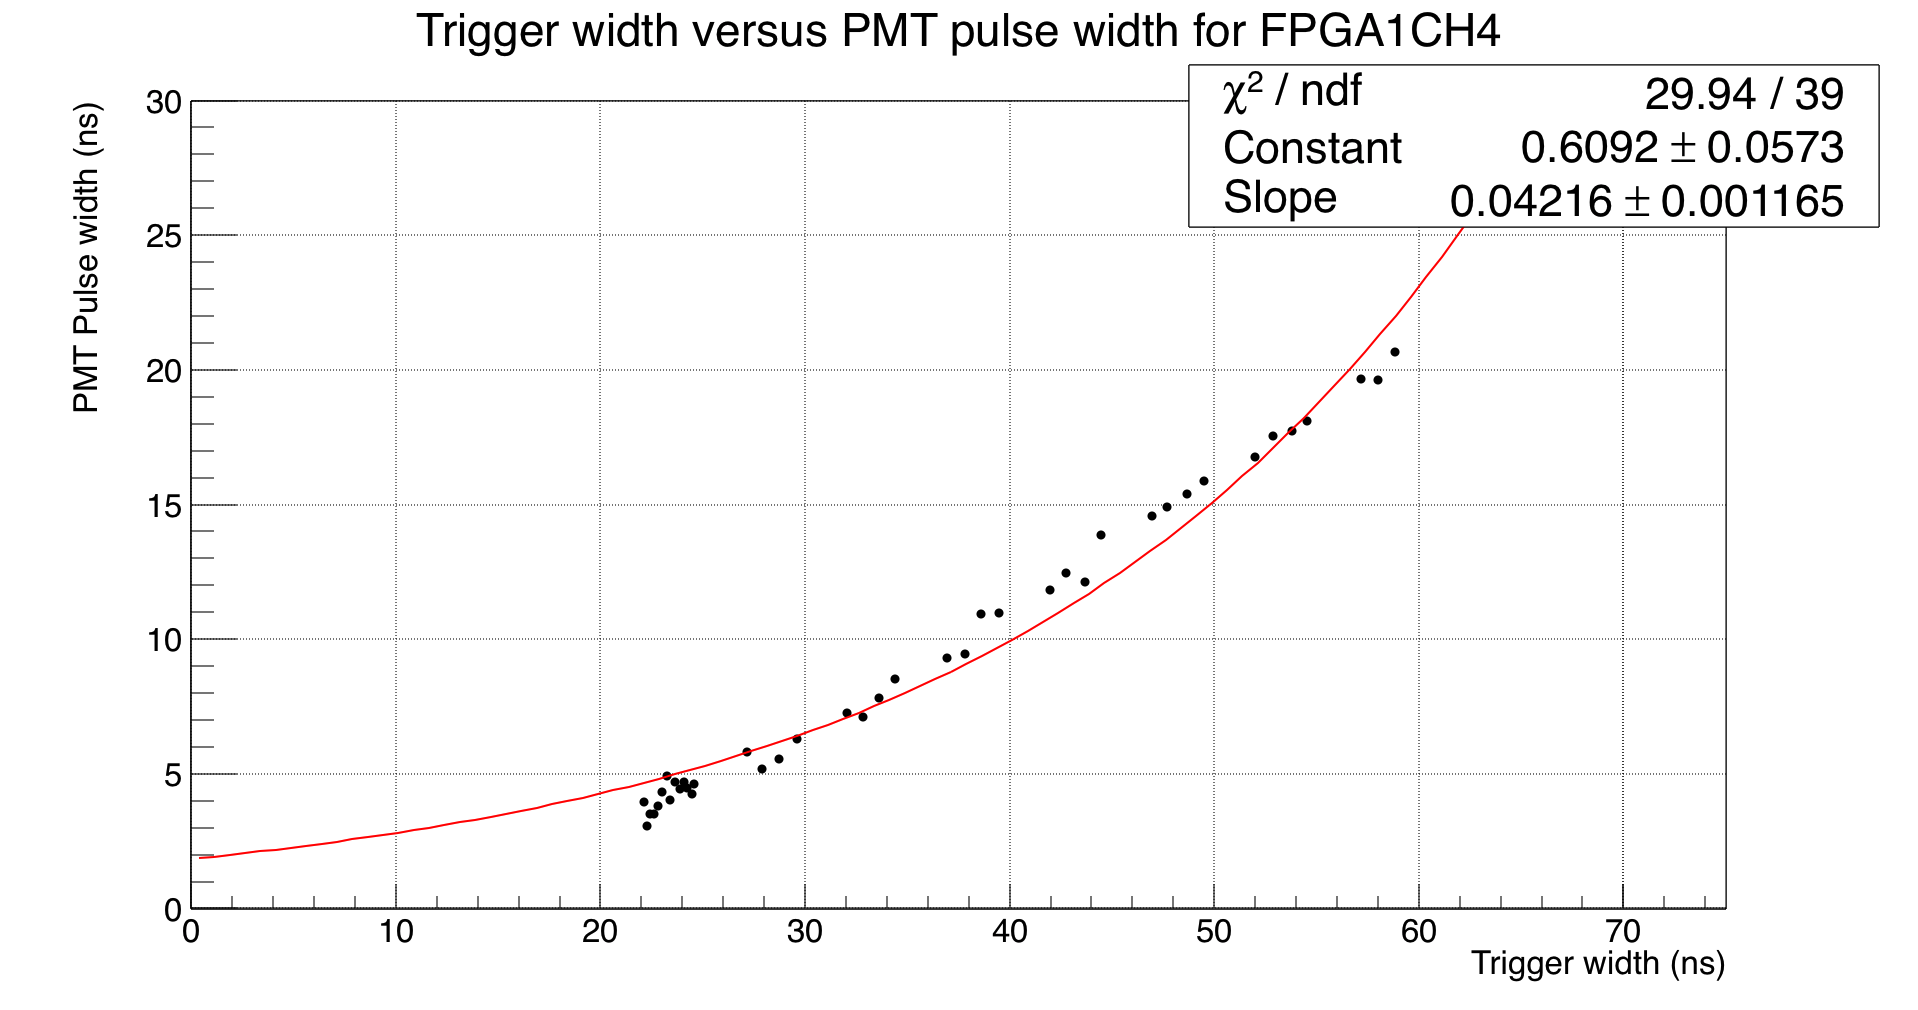 Trigger width versus PMT pulse width for FPGA1CH4
χ² / ndf 29.94 / 39
Constant 0.6092 ± 0.0573
Slope 0.04216 ± 0.001165
PMT Pulse width (ns)
30
25
20
15
10
5
0
0 10 20 30 40 50 60 70
Trigger width (ns)